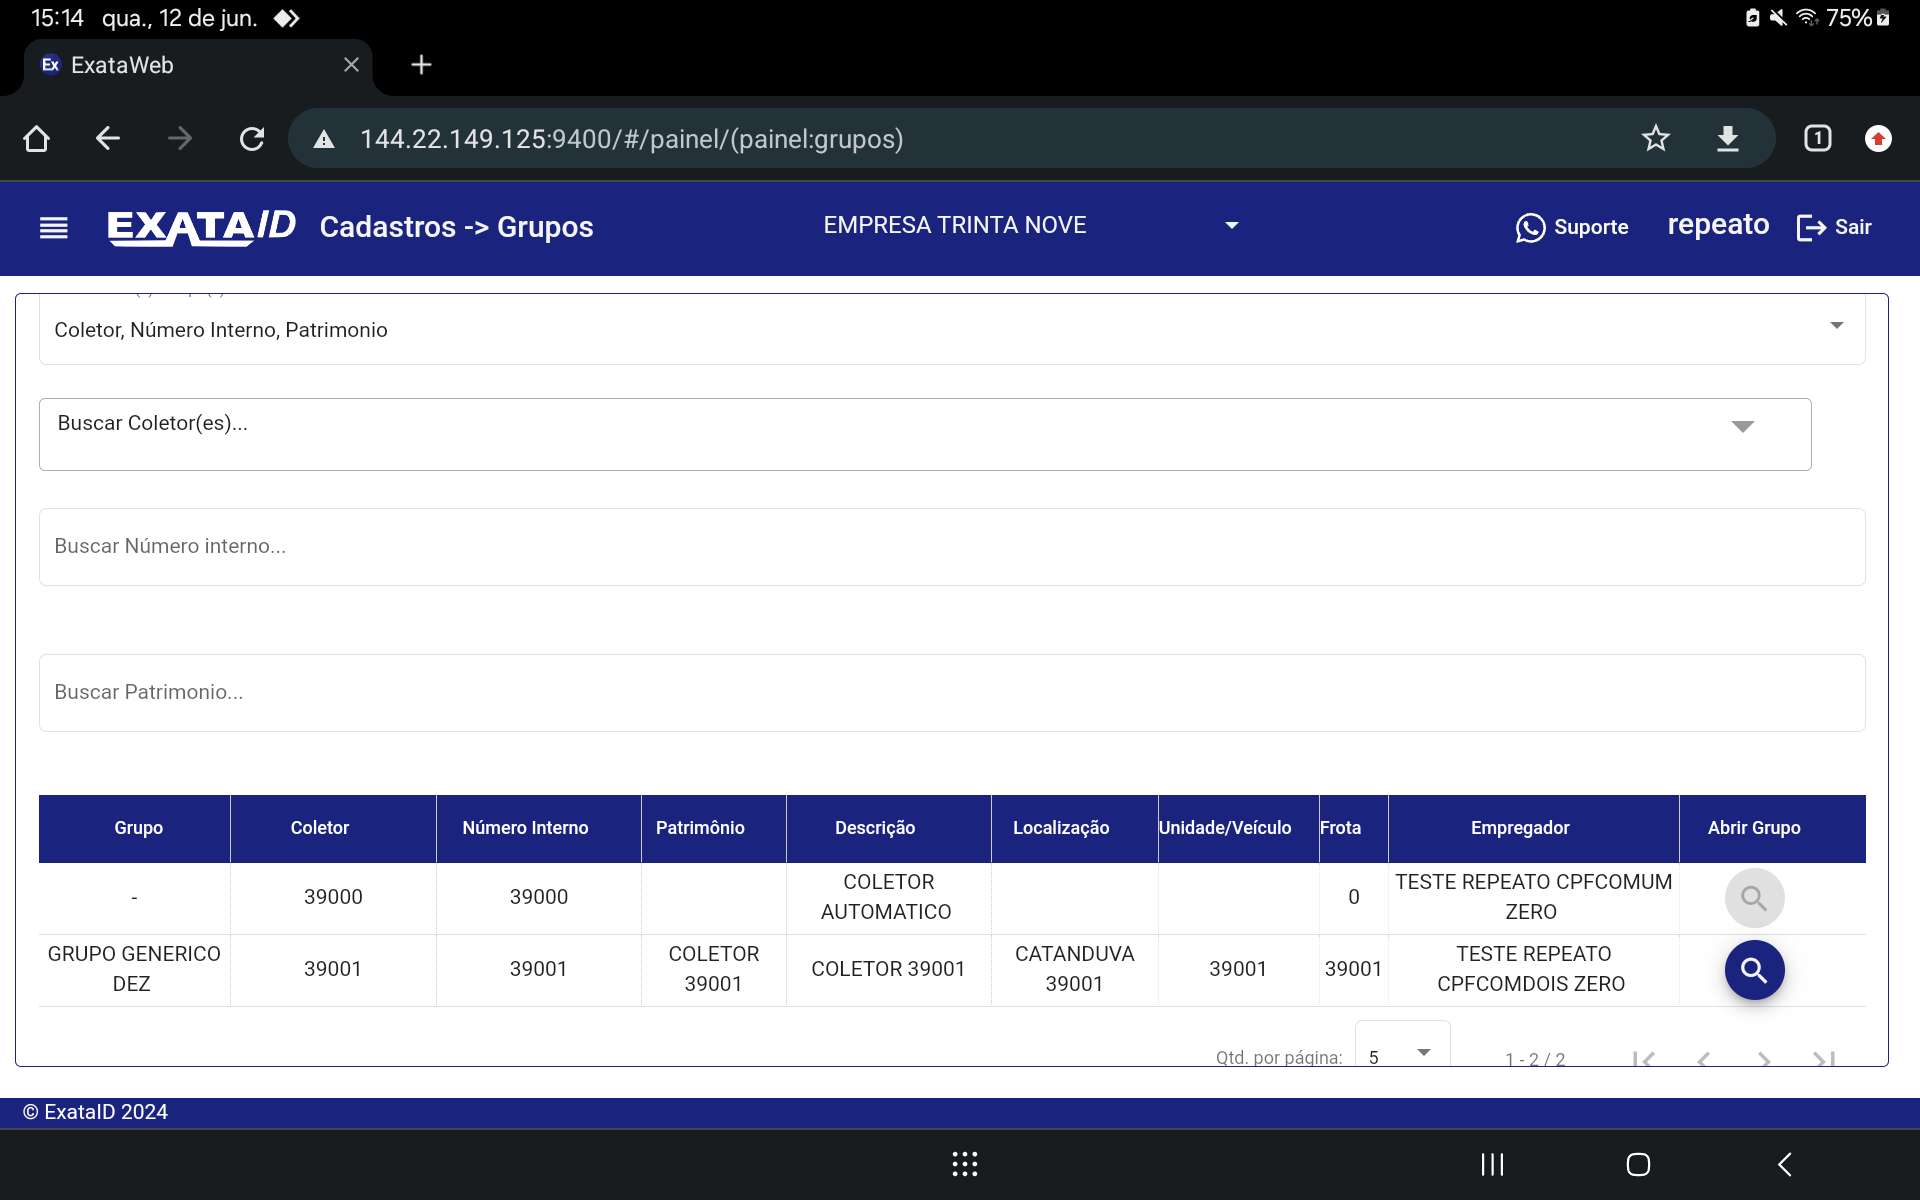 15:14 qua., 12 de jun.
75%
Ex ExataWeb
144.22.149.125:9400/#/painel/(painel:grupos)
1
EXATAID Cadastros -> Grupos
EMPRESA TRINTA NOVE
Suporte
repeato
Sair
Coletor, Número Interno, Patrimonio
Buscar Coletor(es)...
Buscar Número interno...
Buscar Patrimonio...
Grupo Coletor Número Interno Patrimônio Descrição Localização Unidade/Veículo Frota Empregador Abrir Grupo
- 39000 39000 COLETOR AUTOMATICO 0 TESTE REPEATO CPFCOMUM ZERO
GRUPO GENERICO DEZ 39001 39001 COLETOR 39001 COLETOR 39001 CATANDUVA 39001 39001 39001 TESTE REPEATO CPFCOMDOIS ZERO
Qtd. por página: 5 1 - 2 / 2
© ExataID 2024